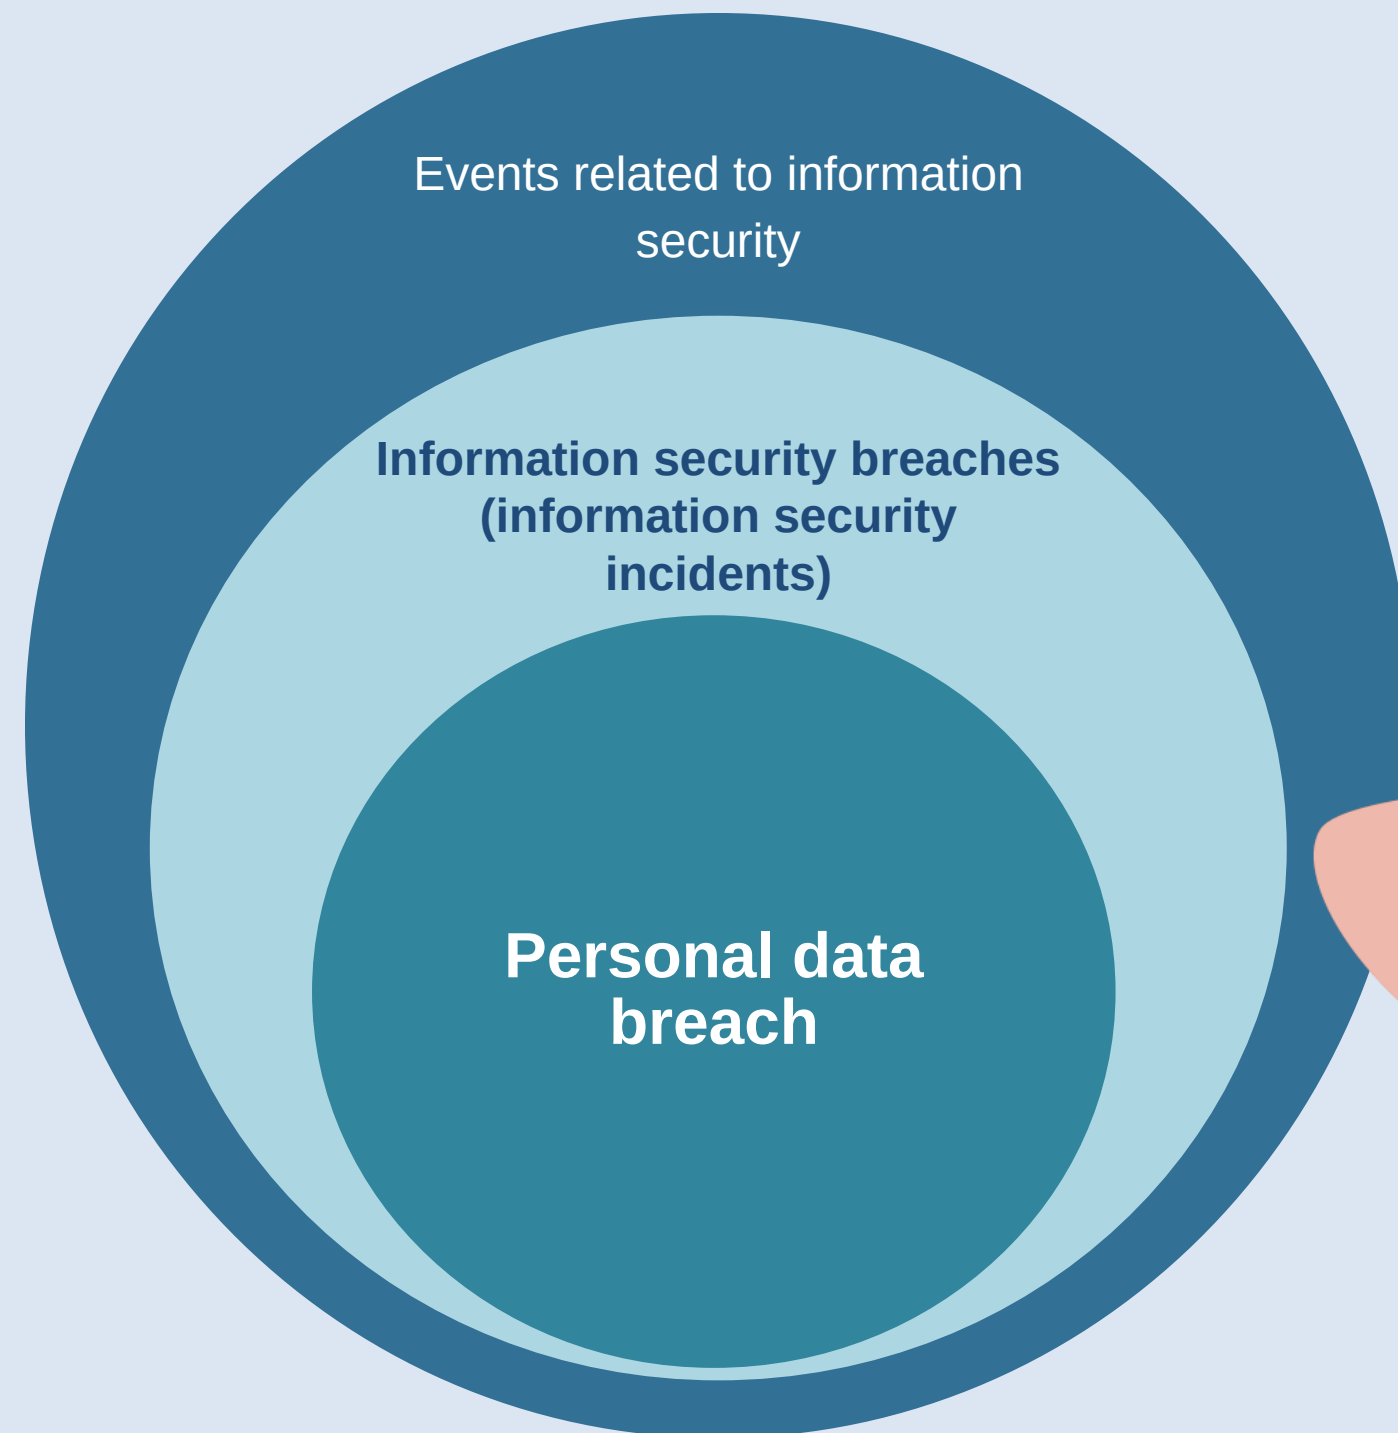 Events related to information
security
Information security breaches
(information security
incidents)
Personal data
breach